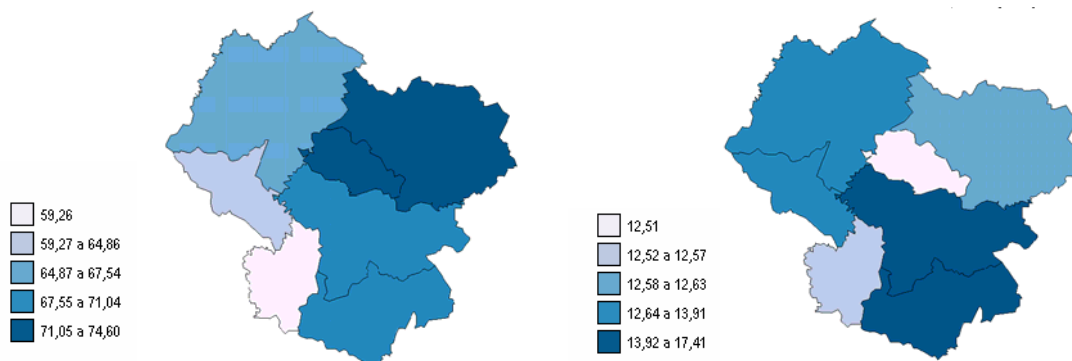 59,26
59,27 a 64,86
64,87 a 67,54
67,55 a 71,04
71,05 a 74,60
12,51
12,52 a 12,57
12,58 a 12,63
12,64 a 13,91
13,92 a 17,41